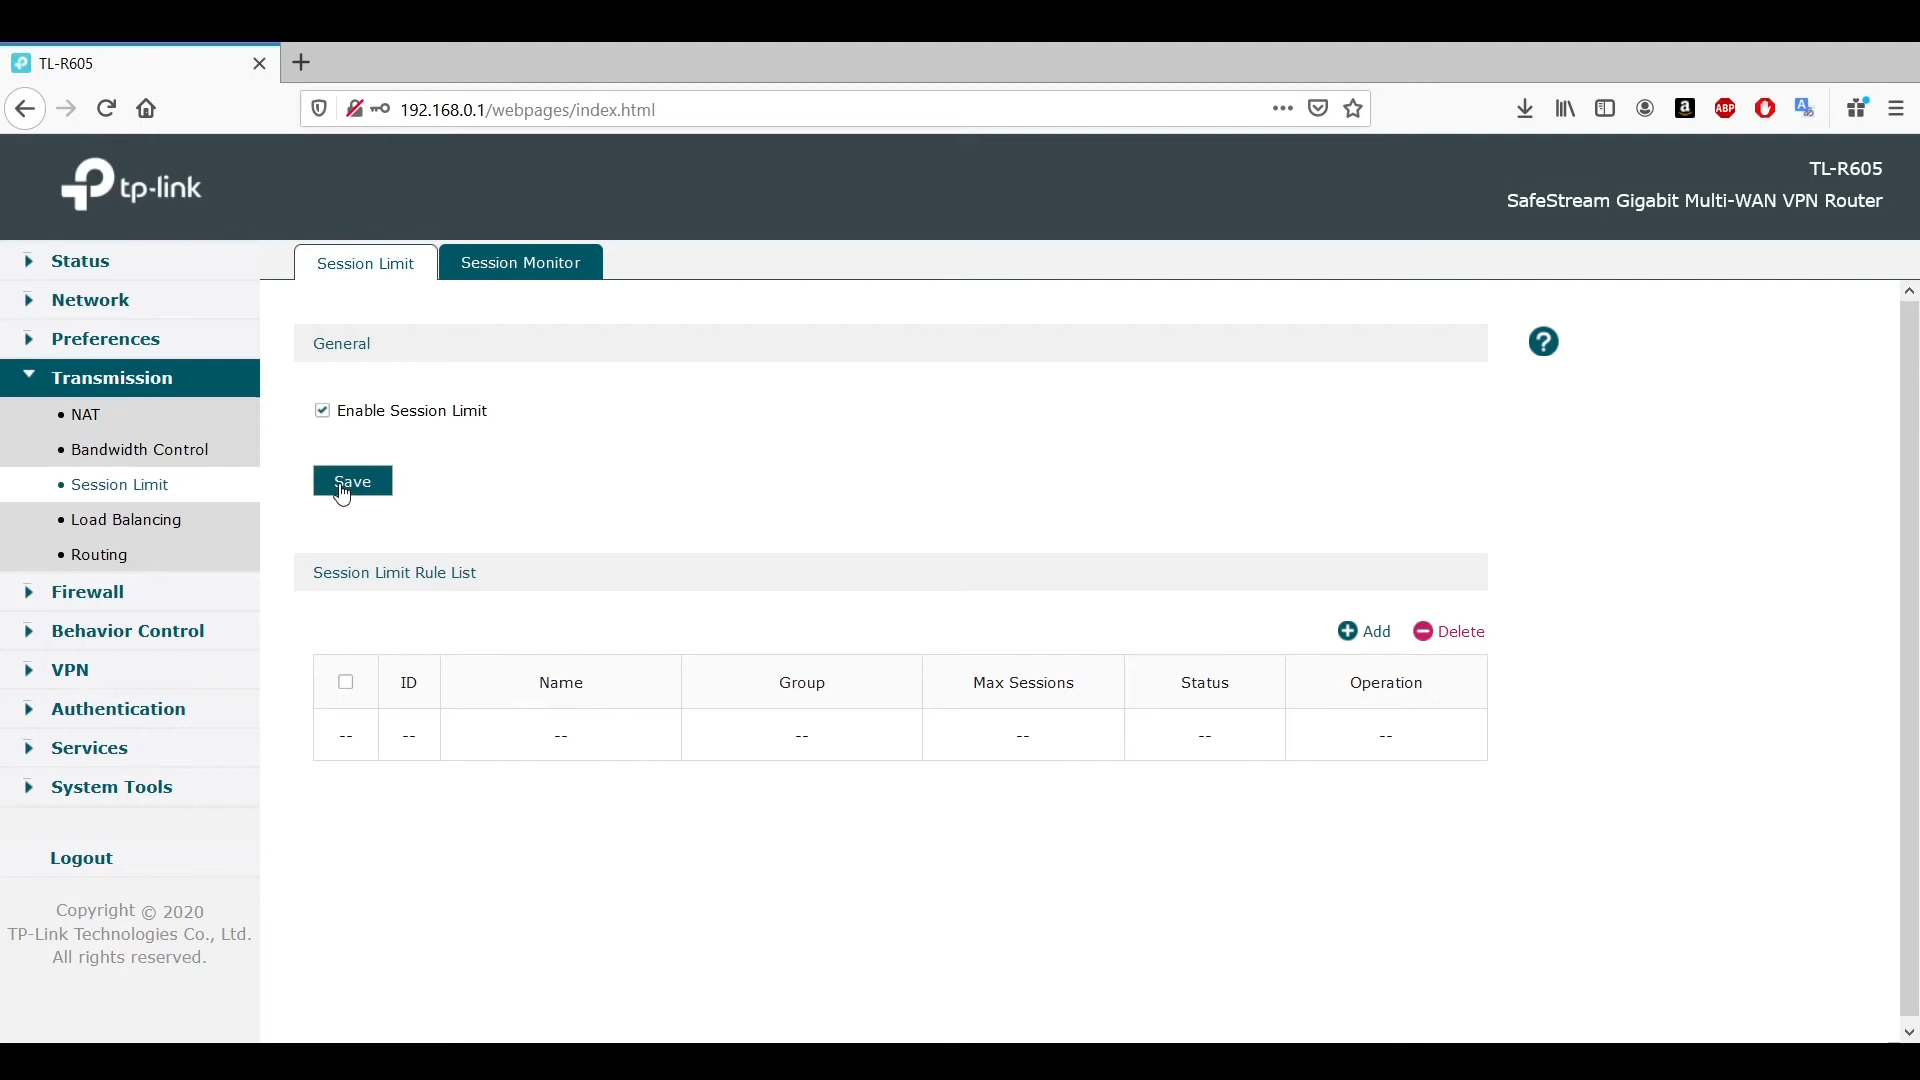 TL-R605
192.168.0.1/webpages/index.html
a
ABP
tp-link
TL-R605
SafeStream Gigabit Multi-WAN VPN Router
Status
Network
Preferences
Transmission
NAT
Bandwidth Control
Session Limit
Load Balancing
Routing
Firewall
Behavior Control
VPN
Authentication
Services
System Tools
Logout
Copyright © 2020
TP-Link Technologies Co., Ltd.
All rights reserved.
Session Limit Session Monitor
General
?
Enable Session Limit
Save
Session Limit Rule List
Add Delete
ID Name Group Max Sessions Status Operation
-- -- -- -- -- -- --